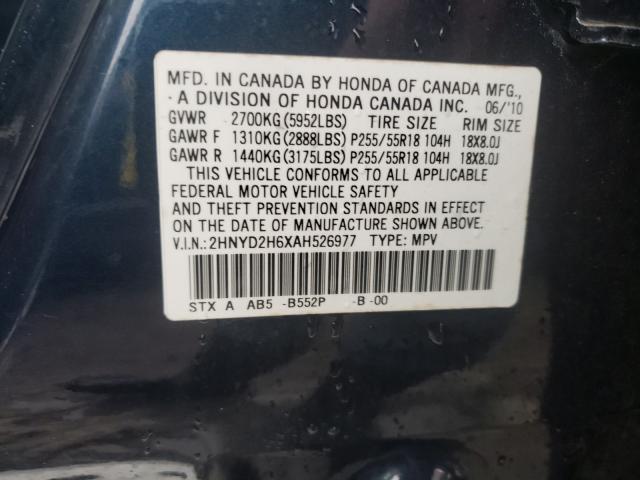 MFD. IN CANADA BY HONDA OF CANADA MFG.,
A DIVISION OF HONDA CANADA INC. 06/'10
GVWR 2700KG(5952LBS) TIRE SIZE RIM SIZE
GAWR F 1310KG(2888LBS)P255/55R18 104H 18X8.0J
GAWR R 1440KG(3175LBS)P255/55R18 104H 18X8.0J
THIS VEHICLE CONFORMS TO ALL APPLICABLE
FEDERAL MOTOR VEHICLE SAFETY
AND THEFT PREVENTION STANDARDS IN EFFECT ON
THE DATE OF MANUFACTURE SHOWN ABOVE.
V.I.N.:2HNYD2H6XAH526977 TYPE: MPV
STX A AB5 -B552P -B -00